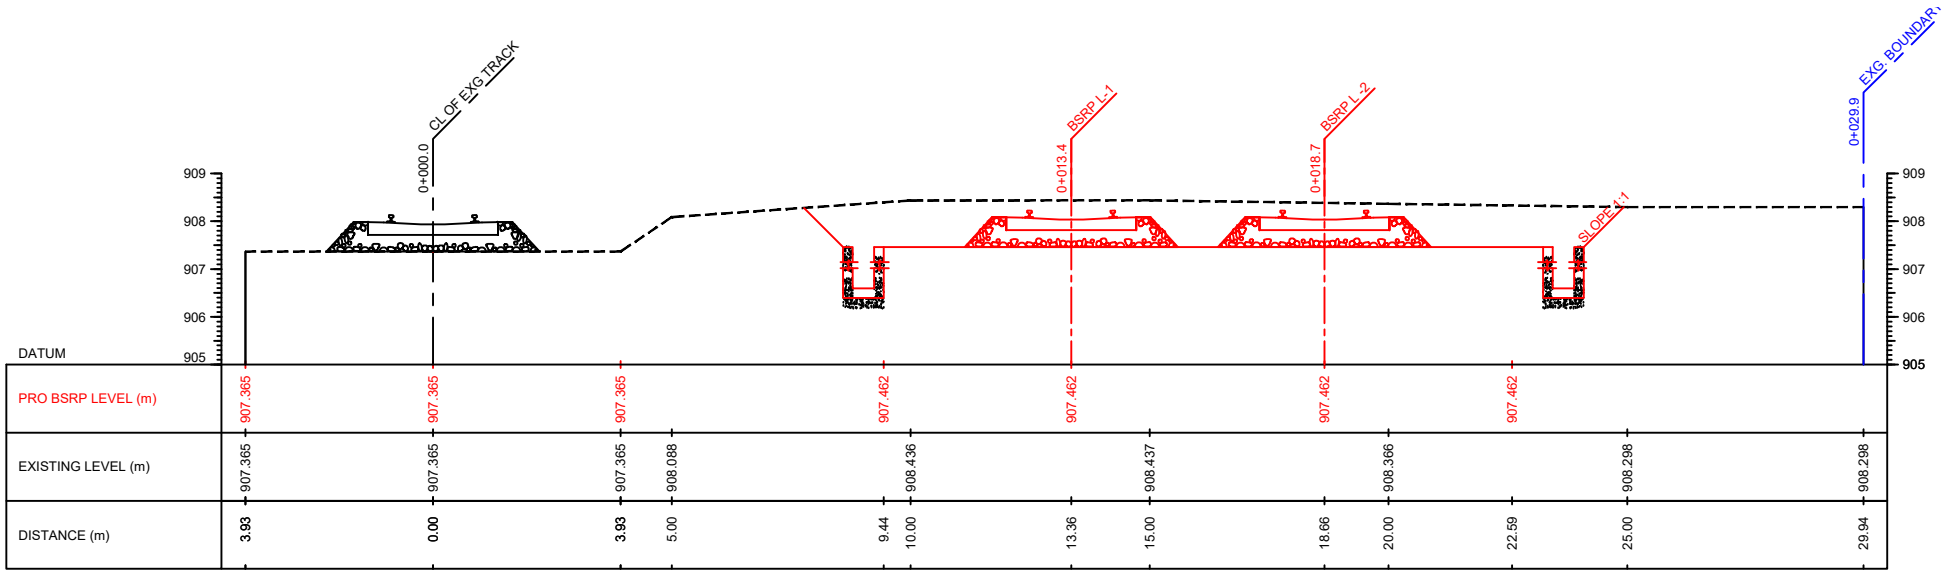 CL OF EXG TRACK
0+000.0
BSRP L-1
0+013.4
BSRP L -2
0+018.7
EXG. BOUNDARY
0+029.9
SLOPE 1:1
909
908
907
906
905
909
908
907
906
905
DATUM
PRO BSRP LEVEL (m) 907.365 907.365 907.365 907.462 907.462 907.462 907.462
EXISTING LEVEL (m) 907.365 907.365 907.365 908.088 908.436 908.437 908.366 908.298 908.298
DISTANCE (m) 3.93 0.00 3.93 5.00 9.44 10.00 13.36 15.00 18.66 20.00 22.59 25.00 29.94